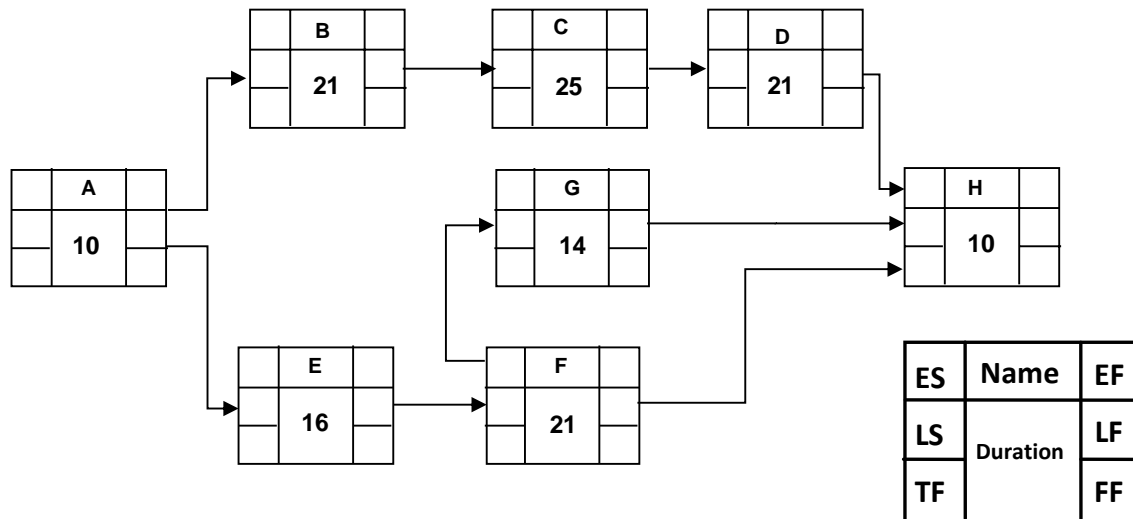 B
21
C
25
D
21
A
10
G
14
H
10
E
16
F
21
ES Name EF
LS Duration LF
TF FF